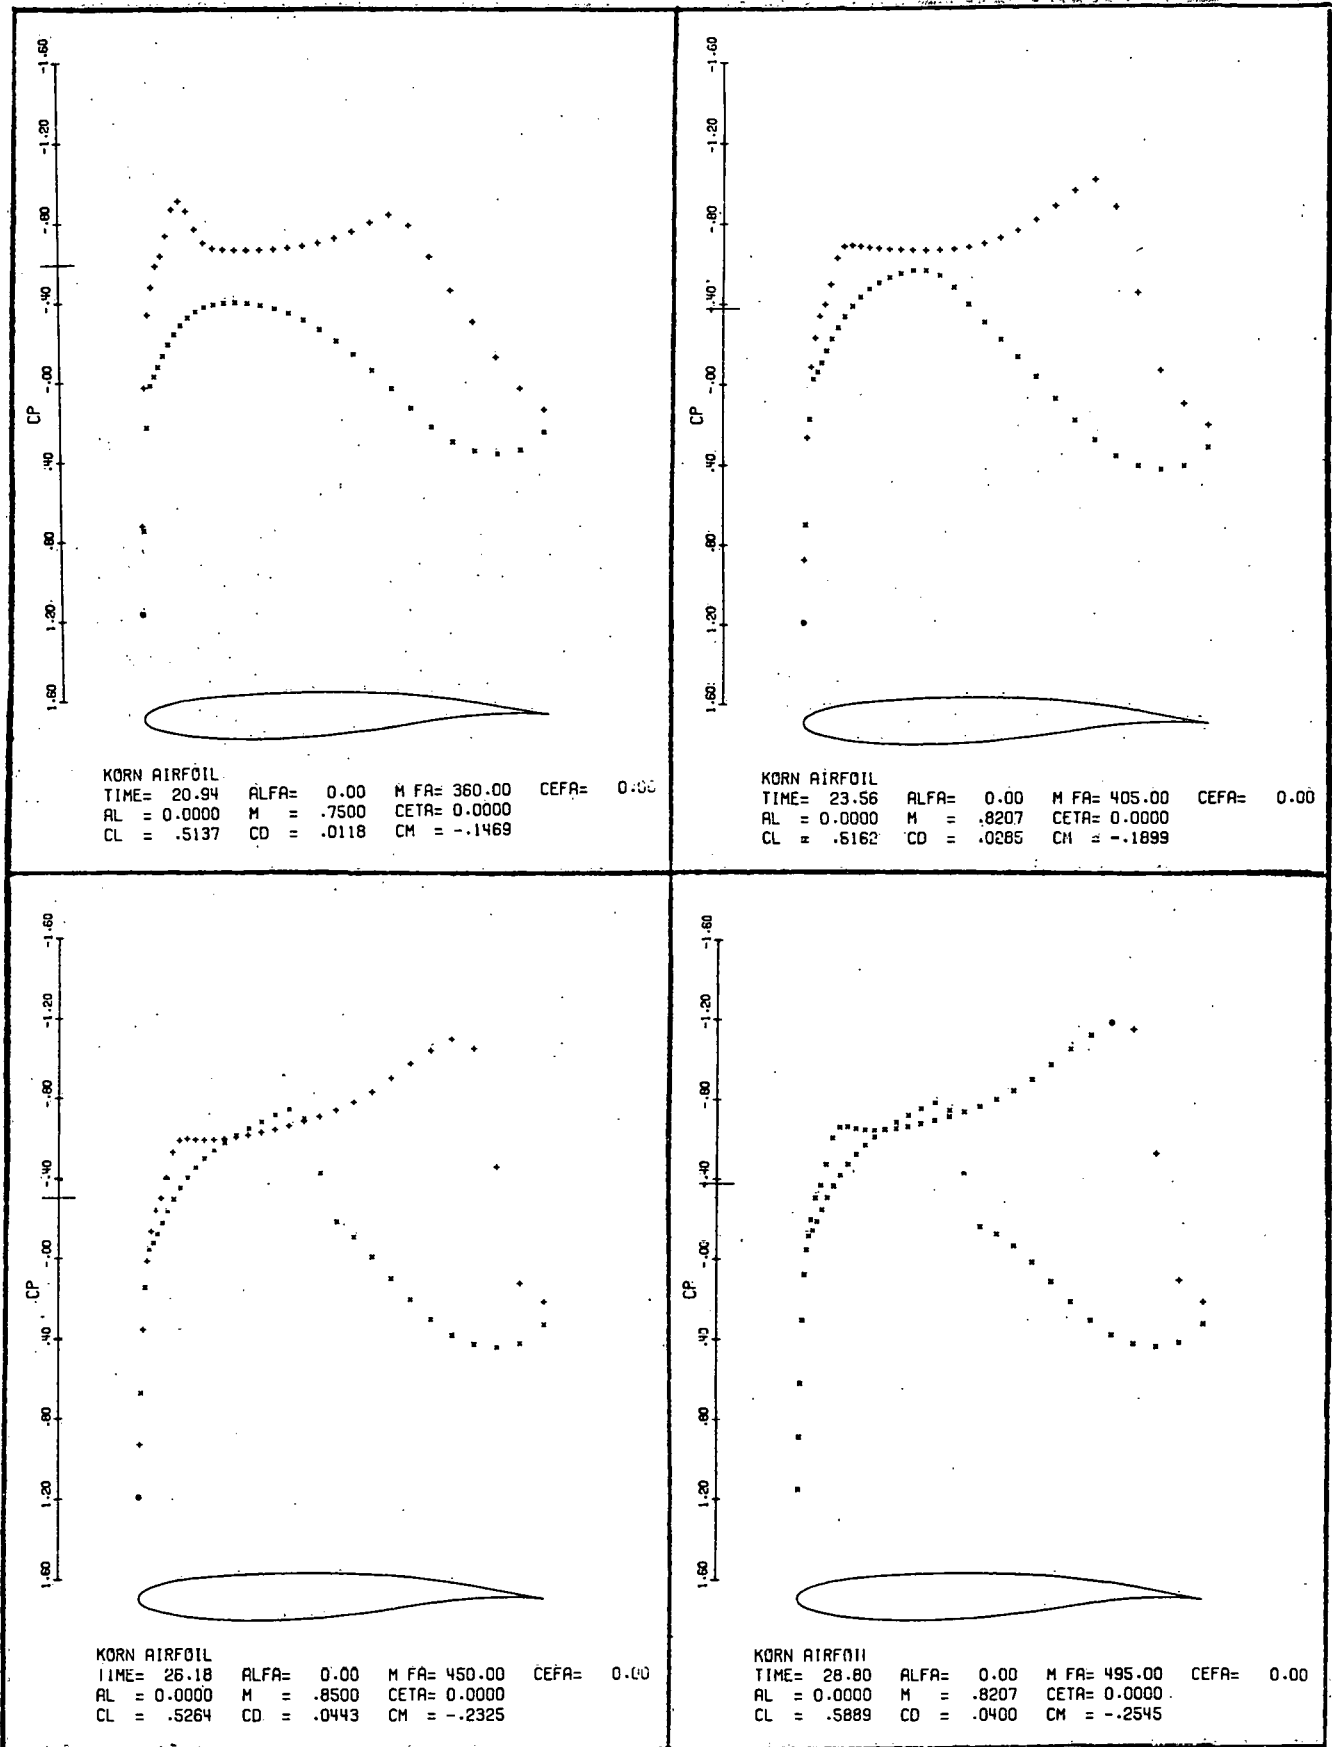 -1.60
-1.20
-.80
-.40
-.00
.40
.80
1.20
1.60
CP
KORN AIRFOIL
TIME= 20.94 ALFA= 0.00 M FA= 360.00 CEFA= 0.00
AL = 0.0000 M = .7500 CETA= 0.0000
CL = .5137 CD = .0118 CM = -.1469
-1.60
-1.20
-.80
-.40
-.00
.40
.80
1.20
1.60
CP
KORN AIRFOIL
TIME= 23.56 ALFA= 0.00 M FA= 405.00 CEFA= 0.00
AL = 0.0000 M = .8207 CETA= 0.0000
CL = .5162 CD = .0285 CM = -.1899
-1.60
-1.20
-.80
-.40
-.00
.40
.80
1.20
1.60
CP
KORN AIRFOIL
TIME= 26.18 ALFA= 0.00 M FA= 450.00 CEFA= 0.00
AL = 0.0000 M = .8500 CETA= 0.0000
CL = .5264 CD = .0443 CM = -.2325
-1.60
-1.20
-.80
-.40
-.00
.40
.80
1.20
1.60
CP
KORN AIRFOIL
TIME= 28.80 ALFA= 0.00 M FA= 495.00 CEFA= 0.00
AL = 0.0000 M = .8207 CETA= 0.0000
CL = .5889 CD = .0400 CM = -.2545